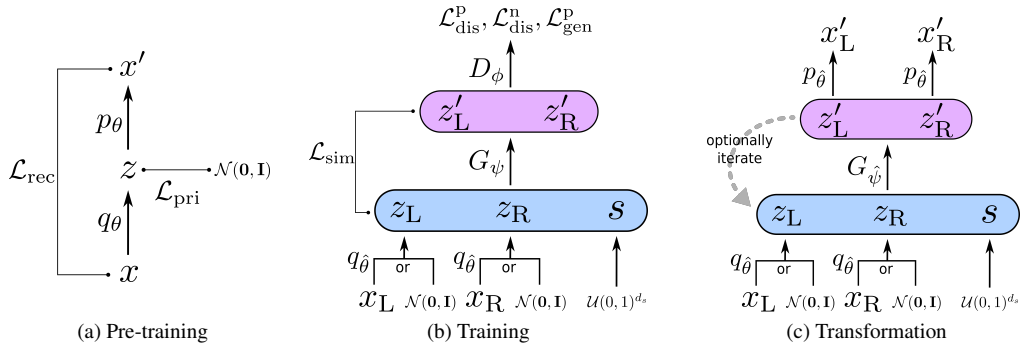 x′
p_θ
ℒ_rec
z
𝒩(0, I)
ℒ_pri
q_θ
x
(a) Pre-training
ℒ^p_dis, ℒ^n_dis, ℒ^p_gen
D_ϕ
z′_L z′_R
ℒ_sim
G_ψ
z_L z_R s
q_θ̂ or q_θ̂ or
x_L 𝒩(0, I) x_R 𝒩(0, I) 𝒰(0, 1)^{d_s}
(b) Training
x′_L x′_R
p_θ̂ p_θ̂
z′_L z′_R
optionally
iterate
G_ψ̂
z_L z_R s
q_θ̂ or q_θ̂ or
x_L 𝒩(0, I) x_R 𝒩(0, I) 𝒰(0, 1)^{d_s}
(c) Transformation